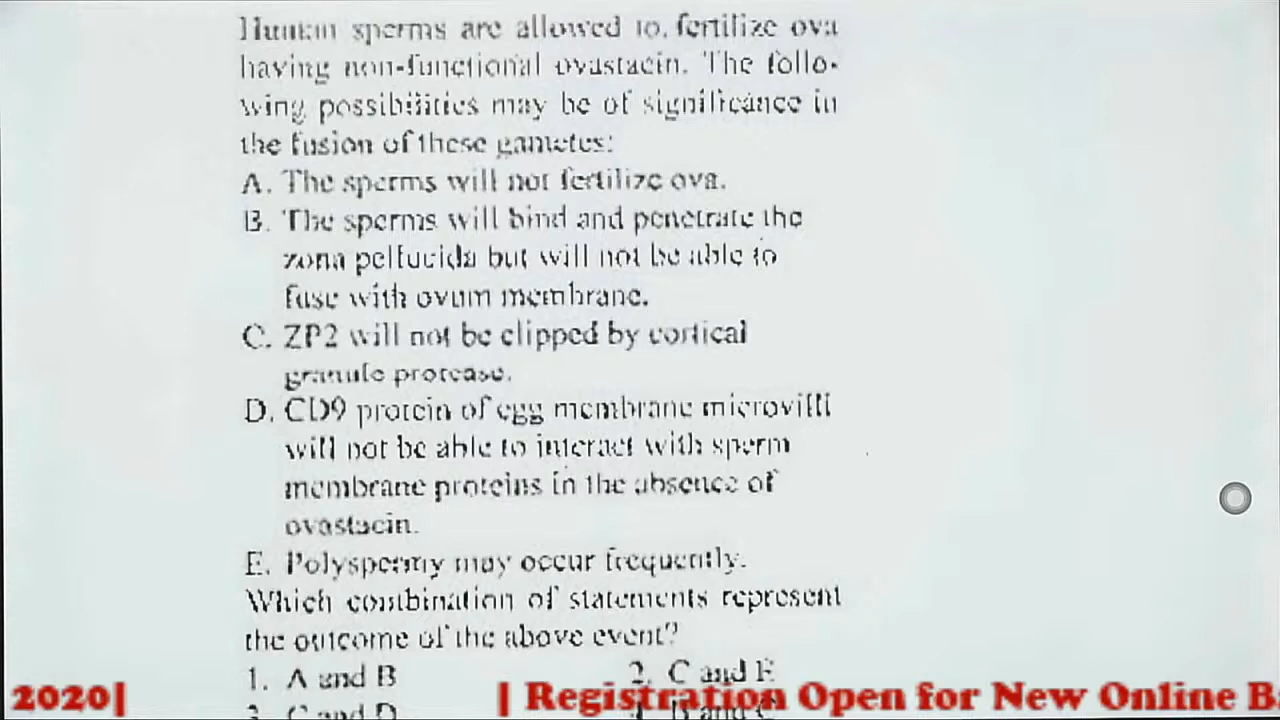 Human sperms are allowed to fertilize ova
having non-functional ovastacin. The follo-
wing possibilities may be of significance in
the fusion of these gametes:
A. The sperms will not fertilize ova.
B. The sperms will bind and penetrate the
zona pellucida but will not be able to
fuse with ovum membrane.
C. ZP2 will not be clipped by cortical
granule protease.
D. CD9 protein of egg membrane microvilli
will not be able to interact with sperm
membrane proteins in the absence of
ovastacin.
E. Polyspermy may occur frequently.
Which combination of statements represent
the outcome of the above event?
1. A and B 2. C and E
3. C and D 4. B and C
2020| | Registration Open for New Online B